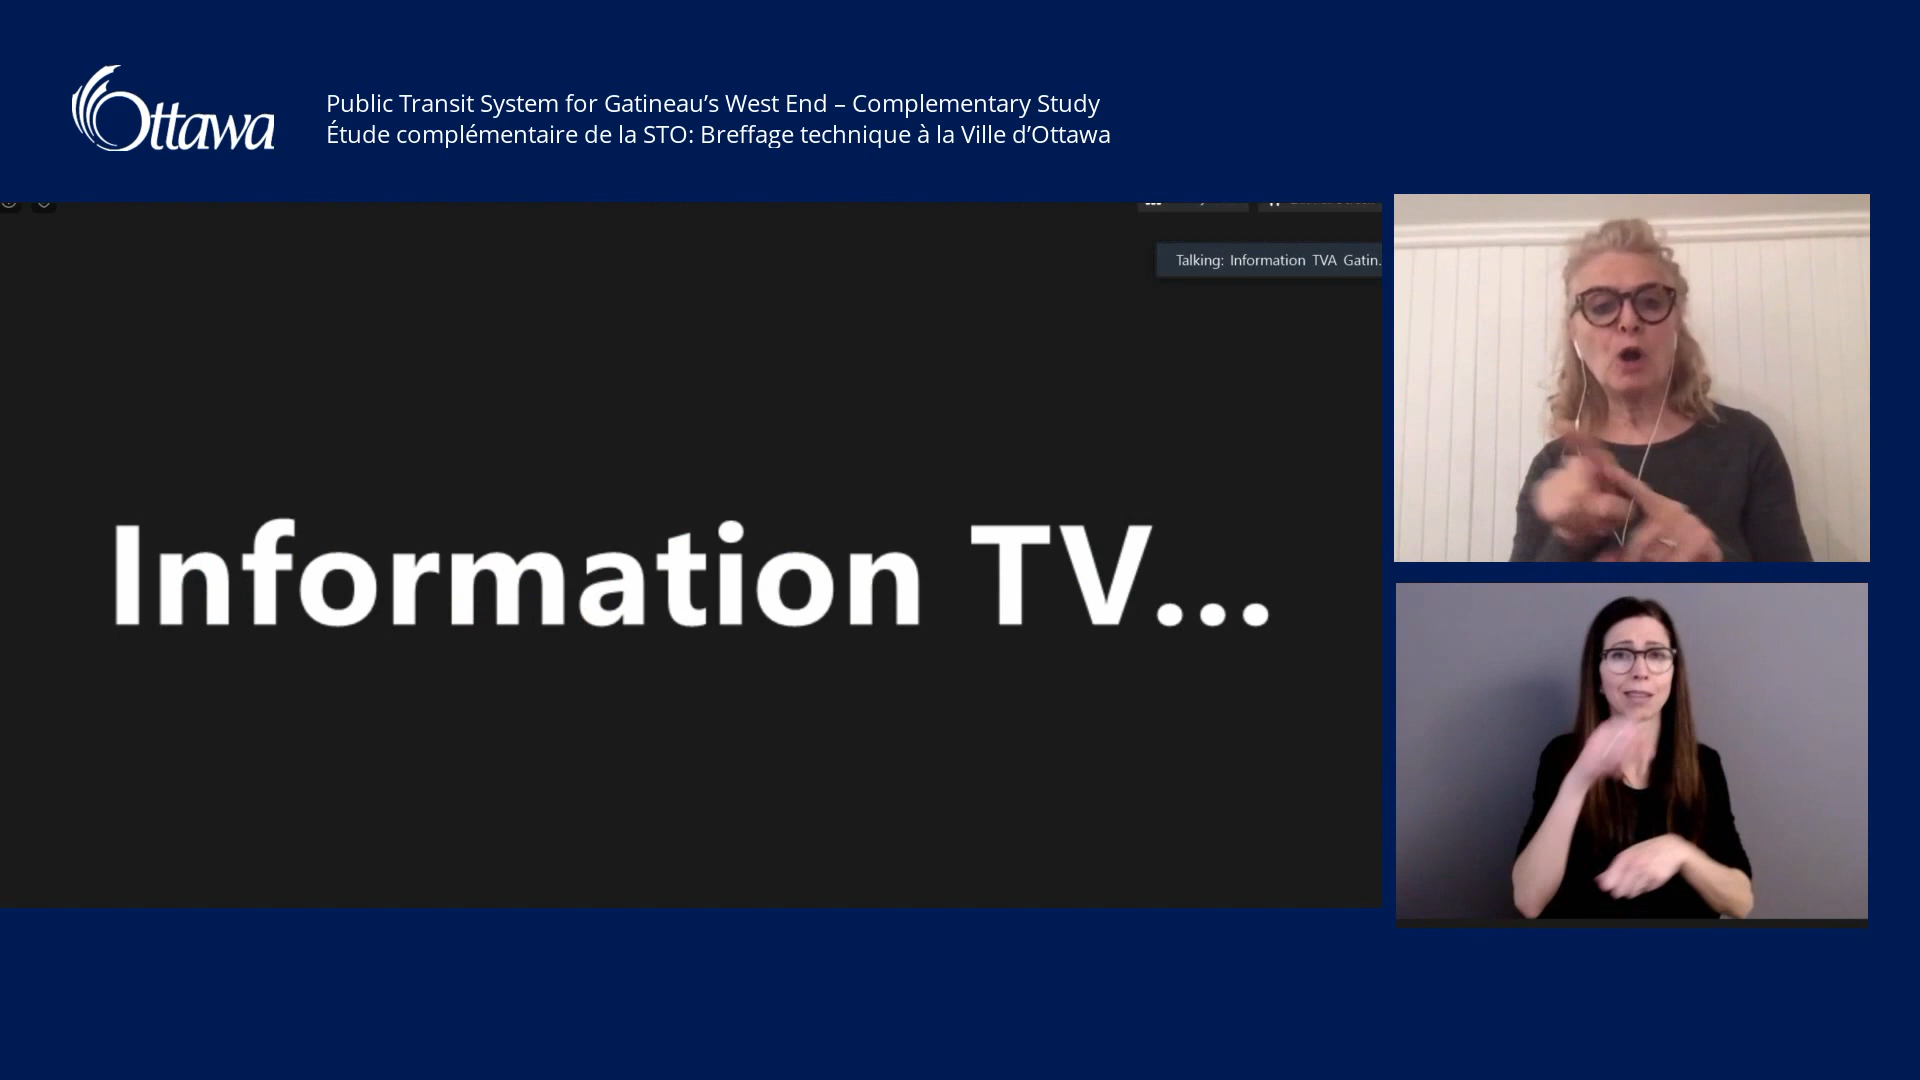 Ottawa
Public Transit System for Gatineau’s West End – Complementary Study
Étude complémentaire de la STO: Breffage technique à la Ville d’Ottawa
Talking: Information TVA Gatin.
Information TV...